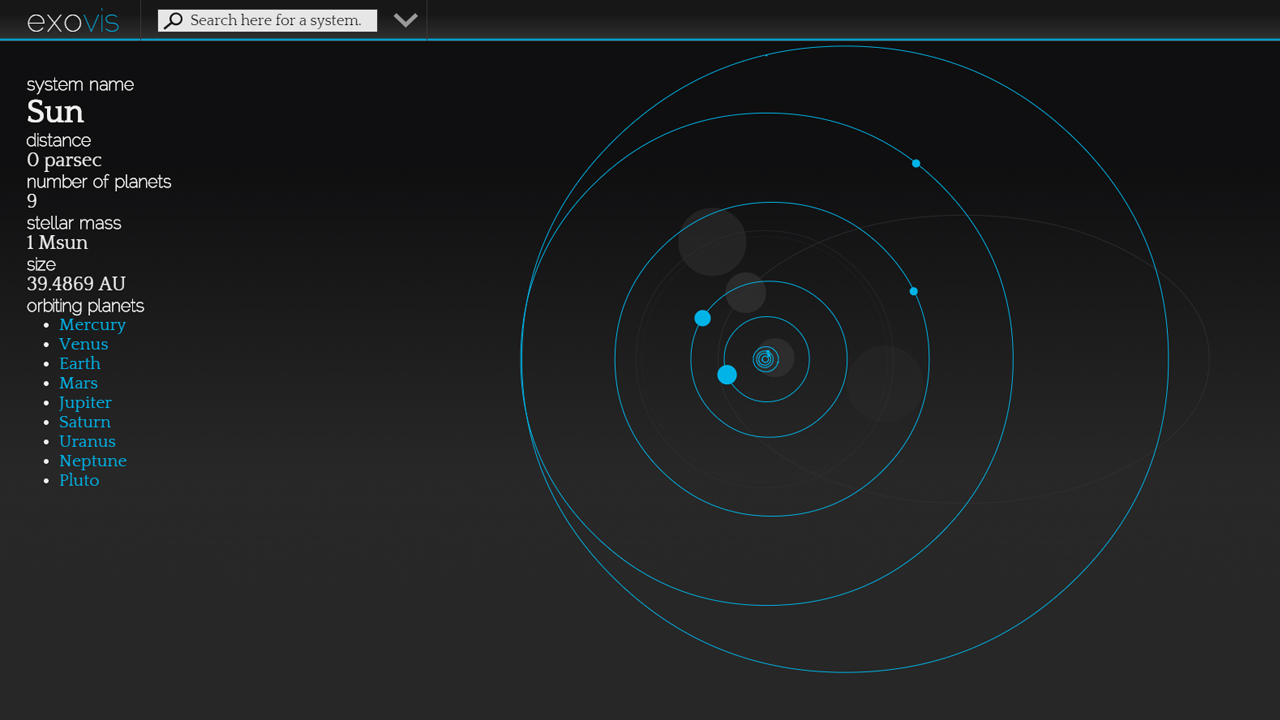 exovis
Search here for a system.
system name
Sun
distance
0 parsec
number of planets
9
stellar mass
1 Msun
size
39.4869 AU
orbiting planets
Mercury
Venus
Earth
Mars
Jupiter
Saturn
Uranus
Neptune
Pluto